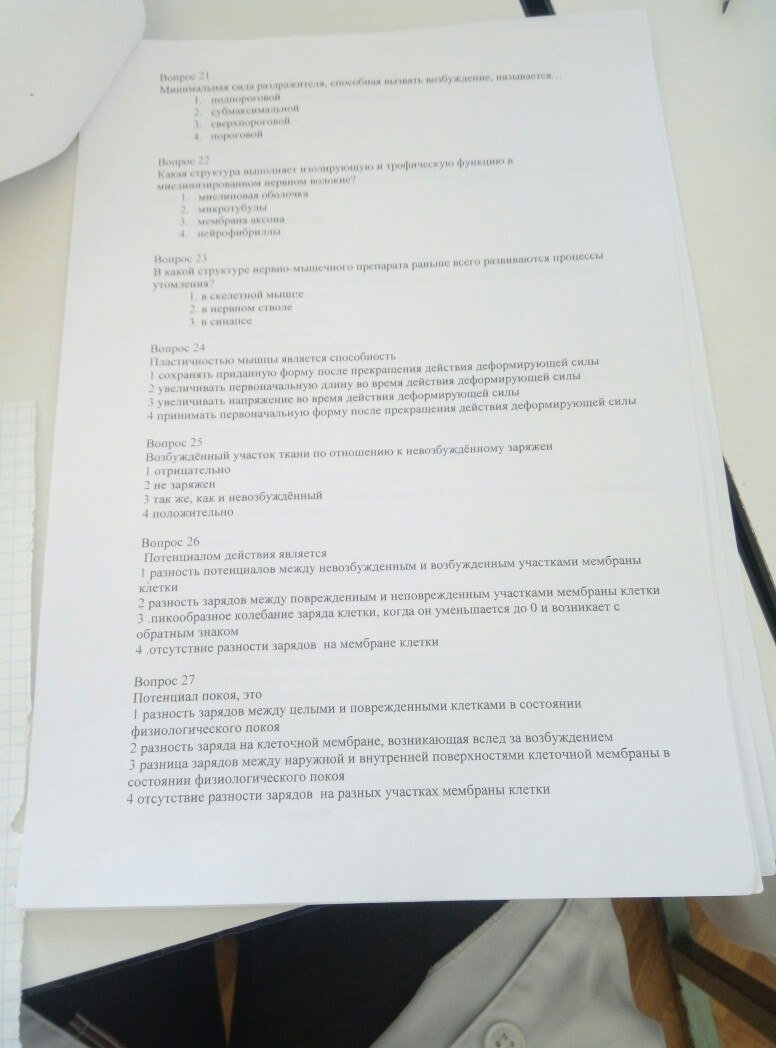 Вопрос 21
Минимальная сила раздражителя, способная вызвать возбуждение, называется…
1. подпороговой
2. субмаксимальной
3. сверхпороговой
4. пороговой
Вопрос 22
Какая структура выполняет изолирующую и трофическую функцию в
миелинизированном нервном волокне?
1. миелиновая оболочка
2. микротубулы
3. мембрана аксона
4. нейрофибриллы
Вопрос 23
В какой структуре нервно-мышечного препарата раньше всего развиваются процессы
утомления?
1. в скелетной мышце
2. в нервном стволе
3. в синапсе
Вопрос 24
Пластичностью мышцы является способность
1 сохранять приданную форму после прекращения действия деформирующей силы
2 увеличивать первоначальную длину во время действия деформирующей силы
3 увеличивать напряжение во время действия деформирующей силы
4 принимать первоначальную форму после прекращения действия деформирующей силы
Вопрос 25
Возбуждённый участок ткани по отношению к невозбуждённому заряжен
1 отрицательно
2 не заряжен
3 так же, как и невозбуждённый
4 положительно
Вопрос 26
Потенциалом действия является
1 разность потенциалов между невозбужденным и возбужденным участками мембраны
клетки
2 разность зарядов между поврежденным и неповрежденным участками мембраны клетки
3 .пикообразное колебание заряда клетки, когда он уменьшается до 0 и возникает с
обратным знаком
4 .отсутствие разности зарядов на мембране клетки
Вопрос 27
Потенциал покоя, это
1 разность зарядов между целыми и поврежденными клетками в состоянии
физиологического покоя
2 разность заряда на клеточной мембране, возникающая вслед за возбуждением
3 разница зарядов между наружной и внутренней поверхностями клеточной мембраны в
состоянии физиологического покоя
4 отсутствие разности зарядов на разных участках мембраны клетки